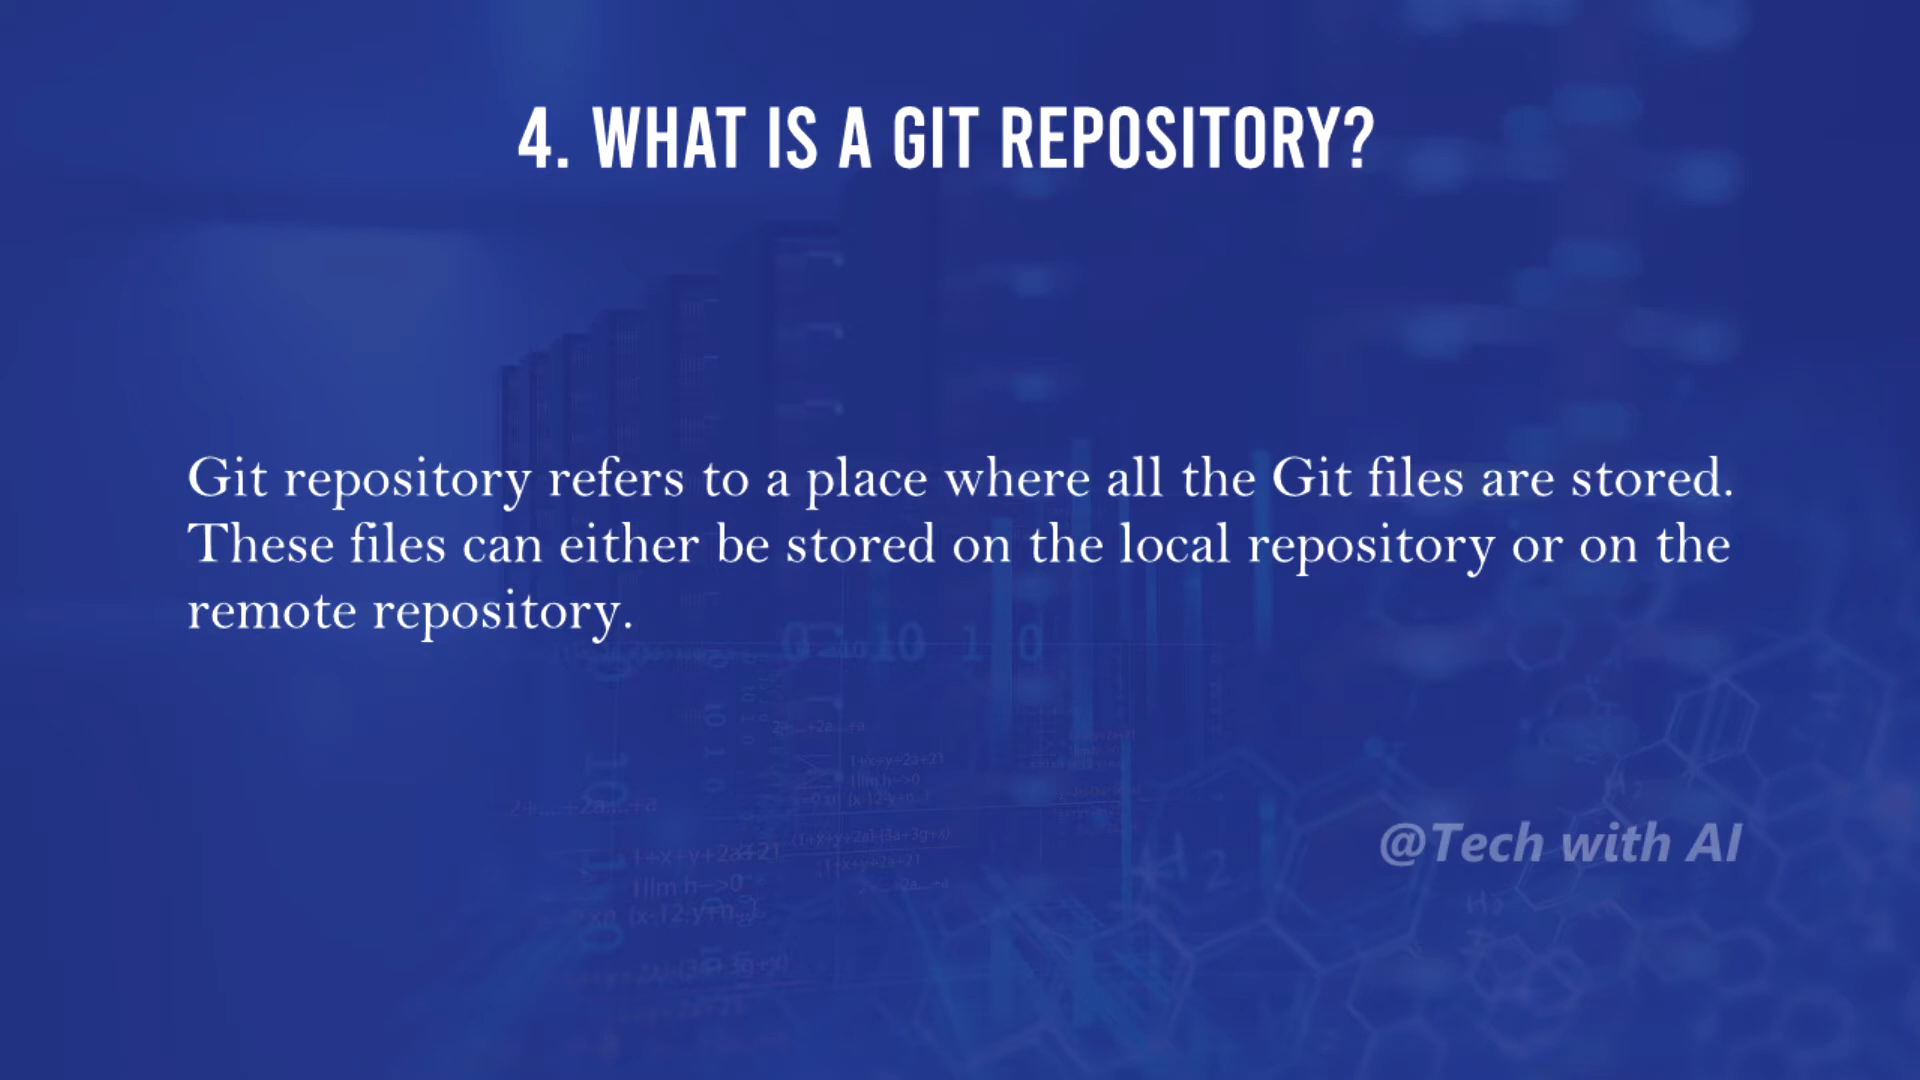 4. WHAT IS A GIT REPOSITORY?
Git repository refers to a place where all the Git files are stored.
These files can either be stored on the local repository or on the
remote repository.
@Tech with AI